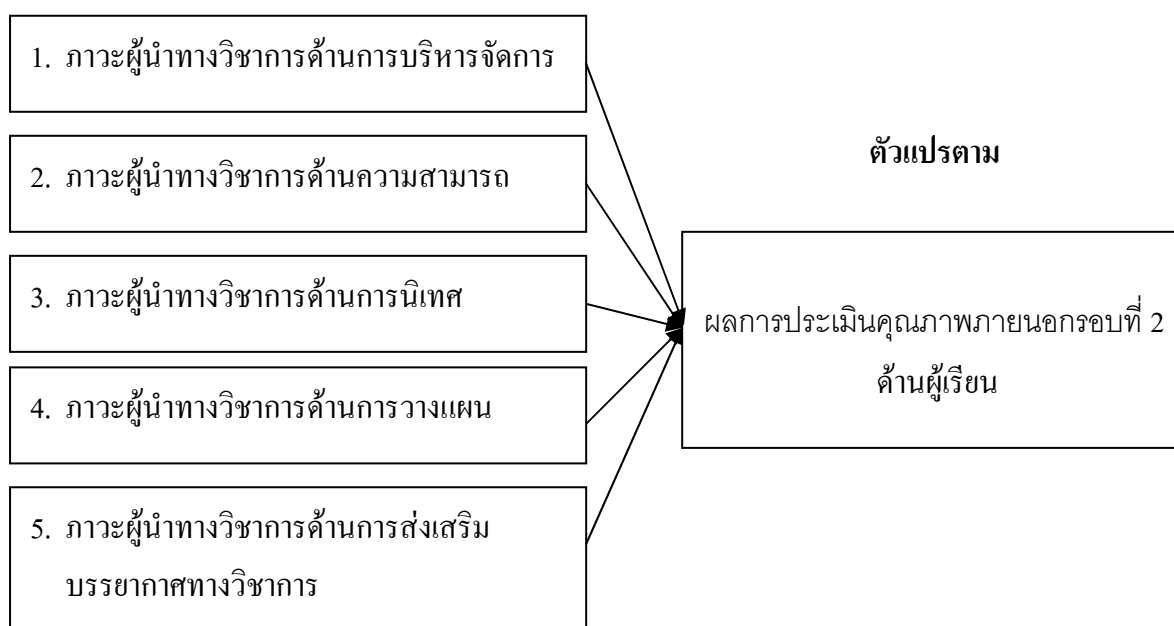 1. ภาวะผู้นำทางวิชาการด้านการบริหารจัดการ
2. ภาวะผู้นำทางวิชาการด้านความสามารถ
3. ภาวะผู้นำทางวิชาการด้านการนิเทศ
4. ภาวะผู้นำทางวิชาการด้านการวางแผน
5. ภาวะผู้นำทางวิชาการด้านการส่งเสริม
บรรยากาศทางวิชาการ
ตัวแปรตาม
ผลการประเมินคุณภาพภายนอกรอบที่ 2
ด้านผู้เรียน